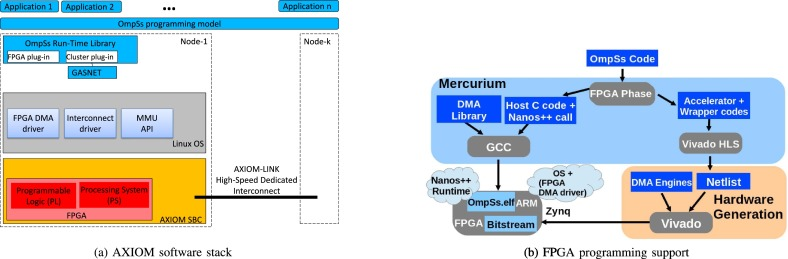 Application 1
Application 2
....
Application n
OmpSs programming model
Node-1
Node-k
OmpSs Run-Time Library
FPGA plug-in
Cluster plug-in
GASNET
FPGA DMA
driver
Interconnect
driver
MMU
API
Linux OS
AXIOM-LINK
High-Speed Dedicated
Interconnect
Programmable
Logic (PL)
Processing System
(PS)
FPGA
AXIOM SBC
(a) AXIOM software stack
OmpSs Code
Mercurium
FPGA Phase
DMA
Library
Host C code +
Nanos++ call
Accelerator +
Wrapper codes
GCC
Vivado HLS
Nanos++
Runtime
OS +
(FPGA
DMA driver)
DMA Engines
Netlist
OmpSs.elf
ARM
FPGA
Bitstream
Zynq
Vivado
Hardware
Generation
(b) FPGA programming support